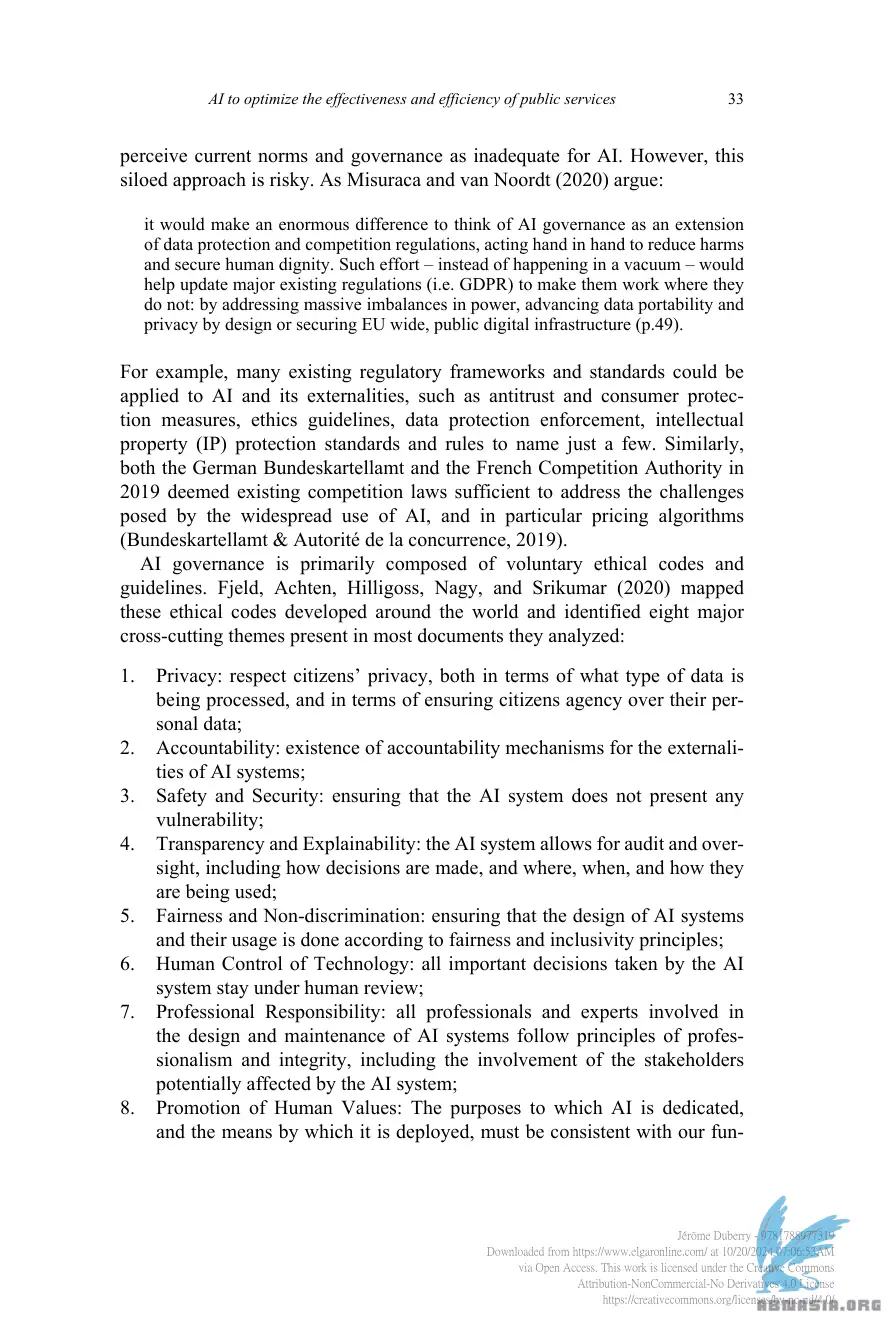 AI to optimize the effectiveness and efficiency of public services 33
perceive current norms and governance as inadequate for AI. However, this
siloed approach is risky. As Misuraca and van Noordt (2020) argue:
it would make an enormous difference to think of AI governance as an extension
of data protection and competition regulations, acting hand in hand to reduce harms
and secure human dignity. Such effort – instead of happening in a vacuum – would
help update major existing regulations (i.e. GDPR) to make them work where they
do not: by addressing massive imbalances in power, advancing data portability and
privacy by design or securing EU wide, public digital infrastructure (p.49).
For example, many existing regulatory frameworks and standards could be
applied to AI and its externalities, such as antitrust and consumer protec-
tion measures, ethics guidelines, data protection enforcement, intellectual
property (IP) protection standards and rules to name just a few. Similarly,
both the German Bundeskartellamt and the French Competition Authority in
2019 deemed existing competition laws sufficient to address the challenges
posed by the widespread use of AI, and in particular pricing algorithms
(Bundeskartellamt & Autorité de la concurrence, 2019).
AI governance is primarily composed of voluntary ethical codes and
guidelines. Fjeld, Achten, Hilligoss, Nagy, and Srikumar (2020) mapped
these ethical codes developed around the world and identified eight major
cross-cutting themes present in most documents they analyzed:
1. Privacy: respect citizens’ privacy, both in terms of what type of data is
being processed, and in terms of ensuring citizens agency over their per-
sonal data;
2. Accountability: existence of accountability mechanisms for the externali-
ties of AI systems;
3. Safety and Security: ensuring that the AI system does not present any
vulnerability;
4. Transparency and Explainability: the AI system allows for audit and over-
sight, including how decisions are made, and where, when, and how they
are being used;
5. Fairness and Non-discrimination: ensuring that the design of AI systems
and their usage is done according to fairness and inclusivity principles;
6. Human Control of Technology: all important decisions taken by the AI
system stay under human review;
7. Professional Responsibility: all professionals and experts involved in
the design and maintenance of AI systems follow principles of profes-
sionalism and integrity, including the involvement of the stakeholders
potentially affected by the AI system;
8. Promotion of Human Values: The purposes to which AI is dedicated,
and the means by which it is deployed, must be consistent with our fun-
Jérôme Duberry - 9781788977319
Downloaded from https://www.elgaronline.com/ at 10/20/2024 07:06:53AM
via Open Access. This work is licensed under the Creative Commons
Attribution-NonCommercial-No Derivatives 4.0 License
https://creativecommons.org/licenses/by-nc-nd/4.0/
ABTWASIA.ORG